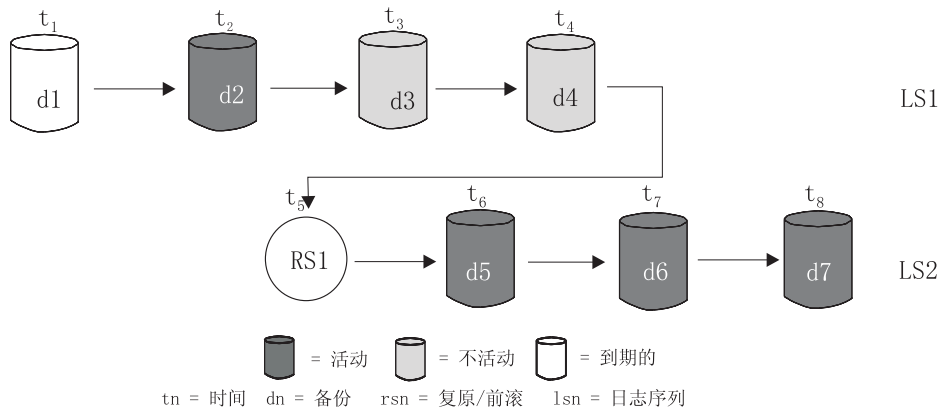 t1 t2 t3 t4
d1 d2 d3 d4 LS1
t5 t6 t7 t8
RS1 d5 d6 d7 LS2
= 活动 = 不活动 = 到期的
tn = 时间 dn = 备份 rsn = 复原/前滚 lsn = 日志序列